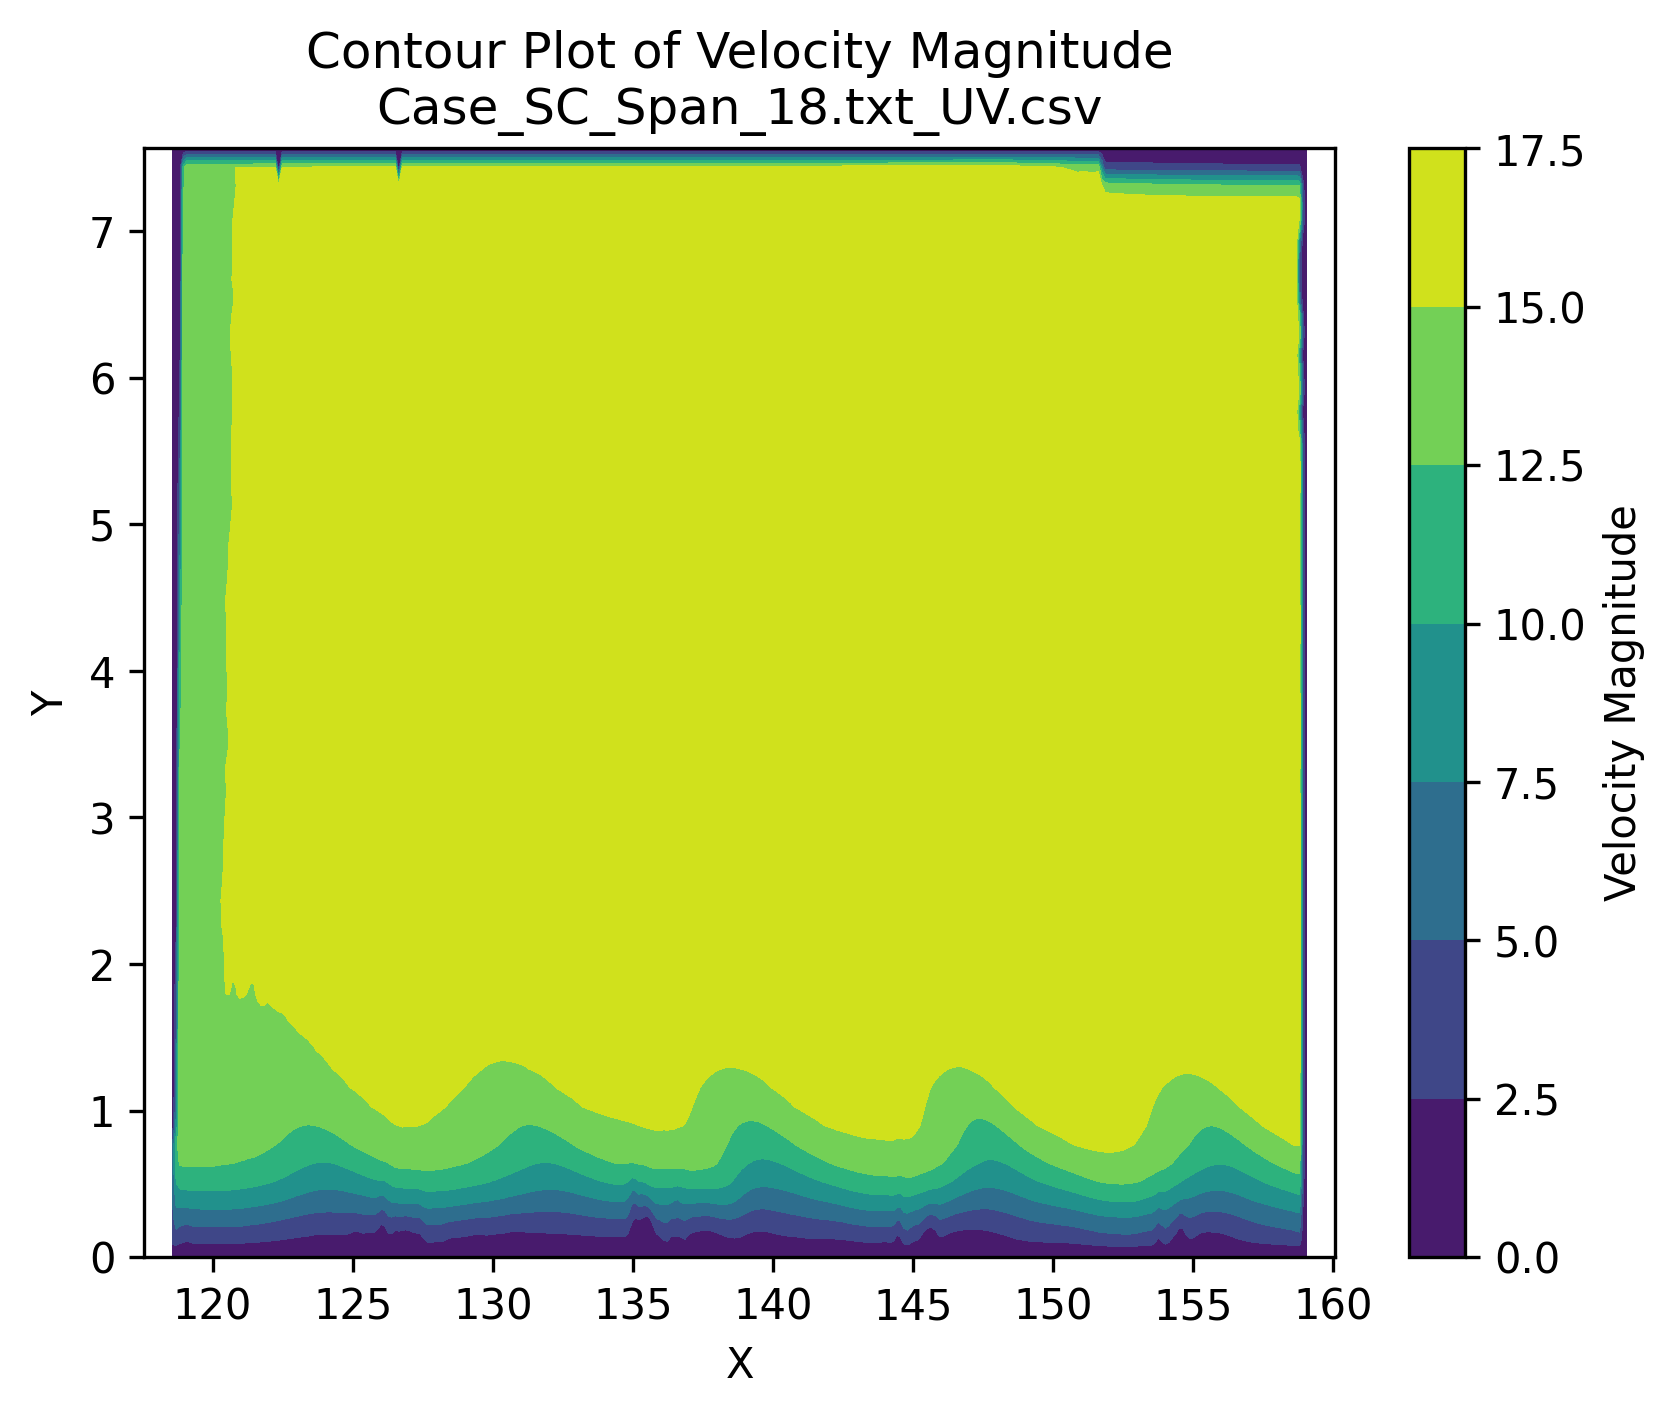 Contour Plot of Velocity Magnitude
Case_SC_Span_18.txt_UV.csv
7
6
5
4
3
2
1
0
Y
120 125 130 135 140 145 150 155 160
X
17.5
15.0
12.5
10.0
7.5
5.0
2.5
0.0
Velocity Magnitude